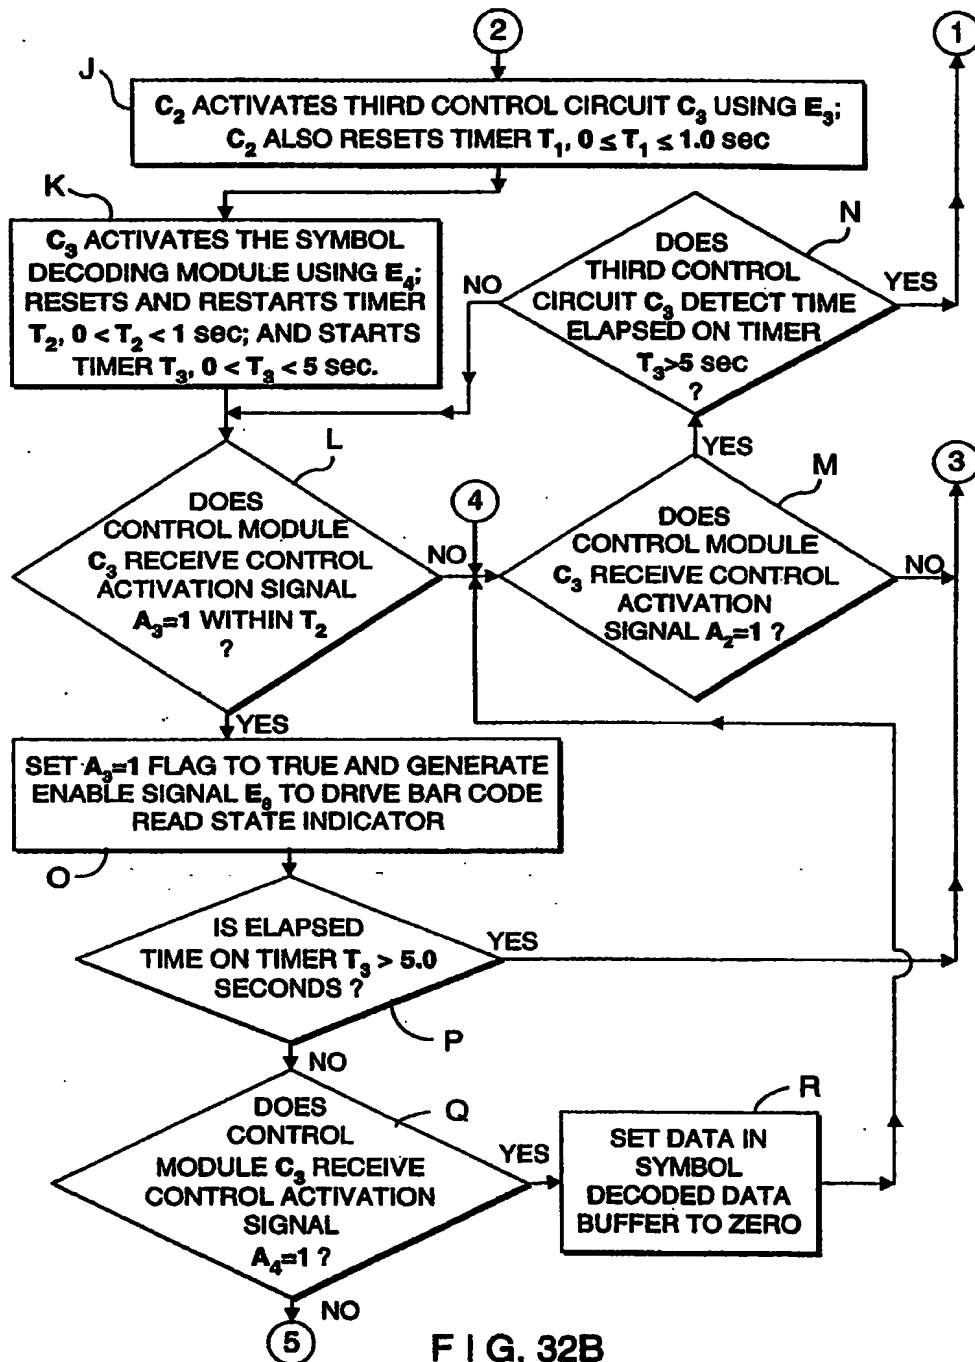 2
1
J
C2 ACTIVATES THIRD CONTROL CIRCUIT C3 USING E3;
C2 ALSO RESETS TIMER T1, 0 ≤ T1 ≤ 1.0 sec
K
C3 ACTIVATES THE SYMBOL
DECODING MODULE USING E4;
RESETS AND RESTARTS TIMER
T2, 0 < T2 < 1 sec; AND STARTS
TIMER T3, 0 < T3 < 5 sec.
N
DOES
THIRD CONTROL
CIRCUIT C3 DETECT TIME
ELAPSED ON TIMER
T3>5 sec
?
NO
YES
L
DOES
CONTROL MODULE
C3 RECEIVE CONTROL
ACTIVATION SIGNAL
A3=1 WITHIN T2
?
NO
YES
4
M
DOES
CONTROL MODULE
C3 RECEIVE CONTROL
ACTIVATION
SIGNAL A2=1 ?
YES
NO
3
SET A3=1 FLAG TO TRUE AND GENERATE
ENABLE SIGNAL E8 TO DRIVE BAR CODE
READ STATE INDICATOR
O
IS ELAPSED
TIME ON TIMER T3 > 5.0
SECONDS ?
YES
P
NO
DOES
CONTROL
MODULE C3 RECEIVE
CONTROL ACTIVATION
SIGNAL
A4=1 ?
Q
YES
R
SET DATA IN
SYMBOL
DECODED DATA
BUFFER TO ZERO
NO
5
FIG. 32B